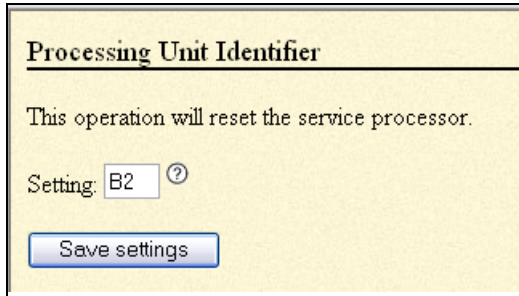 Processing Unit Identifier
This operation will reset the service processor.
Setting: B2 ?
Save settings